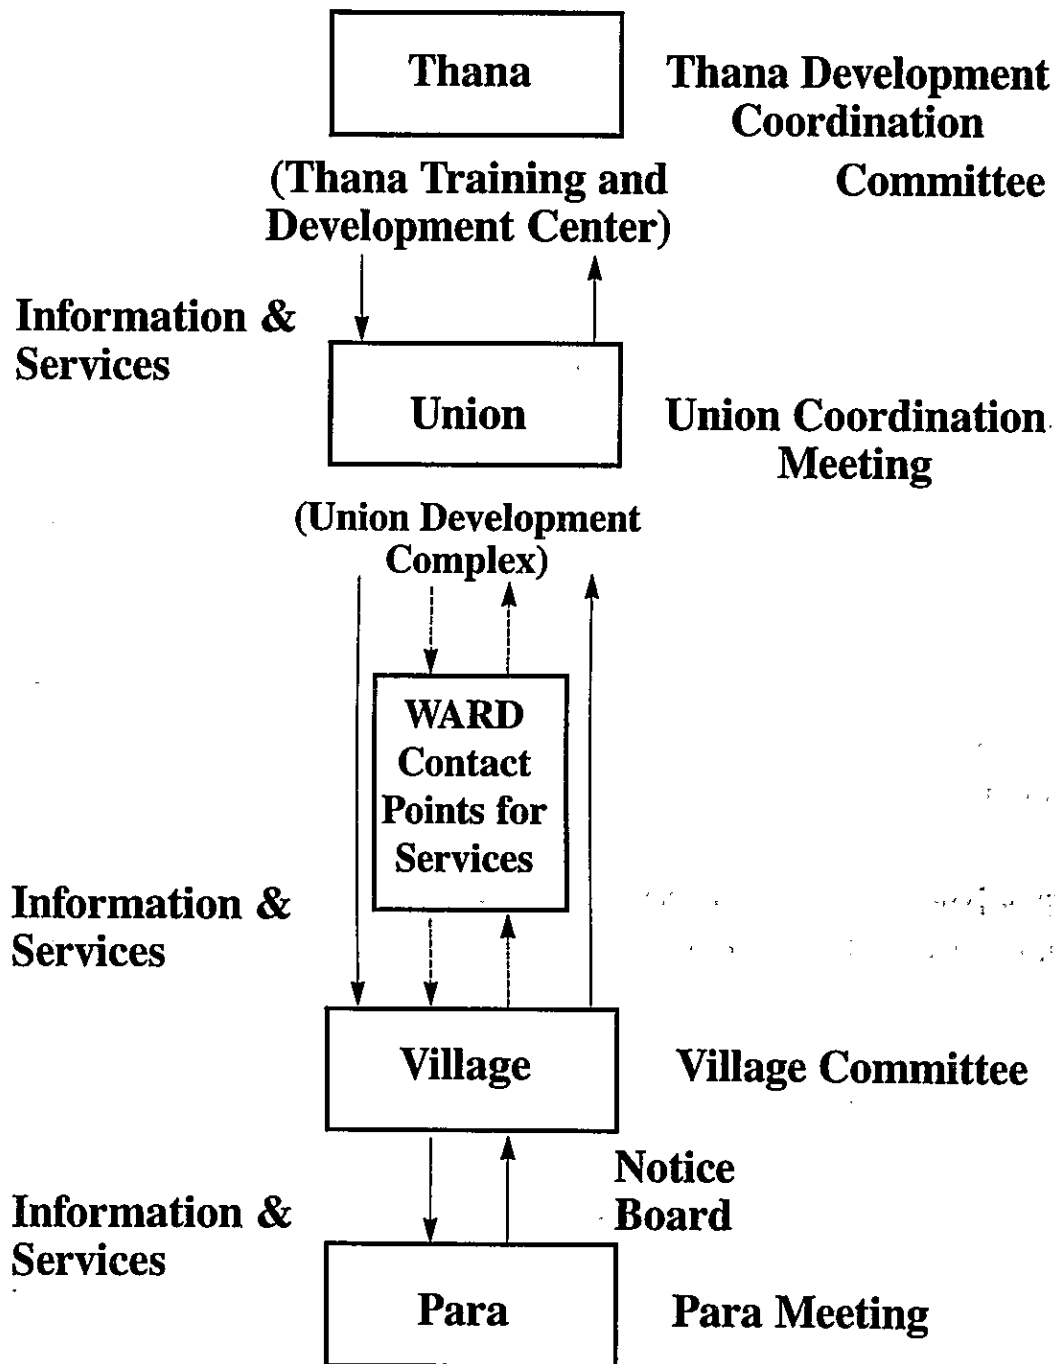 Thana
Thana Development
Coordination
Committee
(Thana Training and
Development Center)
Information &
Services
Union
Union Coordination
Meeting
(Union Development
Complex)
WARD
Contact
Points for
Services
Information &
Services
Village
Village Committee
Notice
Board
Information &
Services
Para
Para Meeting